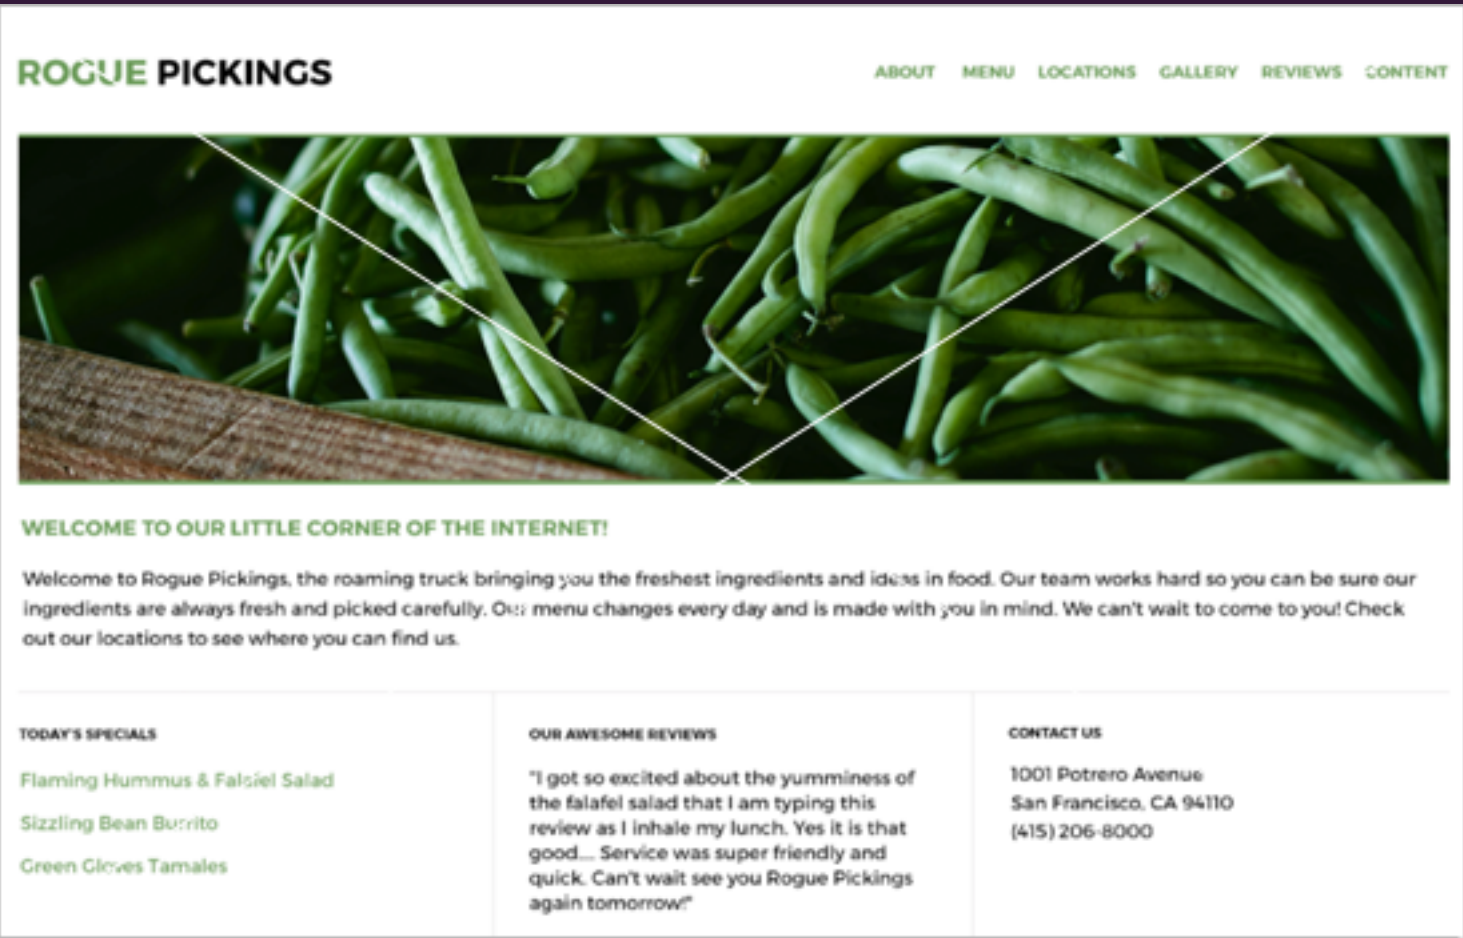 ROGUE PICKINGS
ABOUT MENU LOCATIONS GALLERY REVIEWS CONTENT
WELCOME TO OUR LITTLE CORNER OF THE INTERNET!
Welcome to Rogue Pickings, the roaming truck bringing you the freshest ingredients and ideas in food. Our team works hard so you can be sure our
ingredients are always fresh and picked carefully. Our menu changes every day and is made with you in mind. We can't wait to come to you! Check
out our locations to see where you can find us.
TODAY'S SPECIALS
Flaming Hummus & Falafel Salad
Sizzling Bean Burrito
Green Gloves Tamales
OUR AWESOME REVIEWS
"I got so excited about the yumminess of
the falafel salad that I am typing this
review as I inhale my lunch. Yes it is that
good.... Service was super friendly and
quick. Can't wait see you Rogue Pickings
again tomorrow!"
CONTACT US
1001 Potrero Avenue
San Francisco, CA 94110
(415) 206-8000